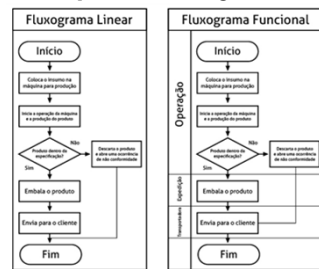 Fluxograma Linear
Início
Coloca o insumo na
máquina para produção
Inicia a operação da máquina
e a produção do produto
Produto dentro da
especificação?
Não
Sim
Descarta o produto
e abre uma ocorrência
de não conformidade
Embala o produto
Envia para o cliente
Fim
Fluxograma Funcional
Operação
Início
Coloca o insumo na
máquina para produção
Inicia a operação da máquina
e a produção do produto
Produto dentro da
especificação?
Não
Sim
Descarta o produto
e abre uma ocorrência
de não conformidade
Expedição
Embala o produto
Transportadora
Envia para o cliente
Fim